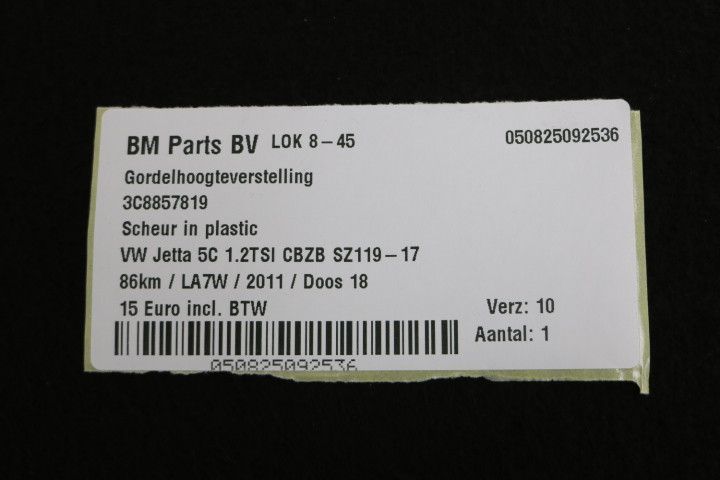 BM Parts BV LOK 8-45 050825092536
Gordelhoogteverstelling
3C8857819
Scheur in plastic
VW Jetta 5C 1.2TSI CBZB SZ119-17
86km / LA7W / 2011 / Doos 18
15 Euro incl. BTW Verz: 10
Aantal: 1
050825092536